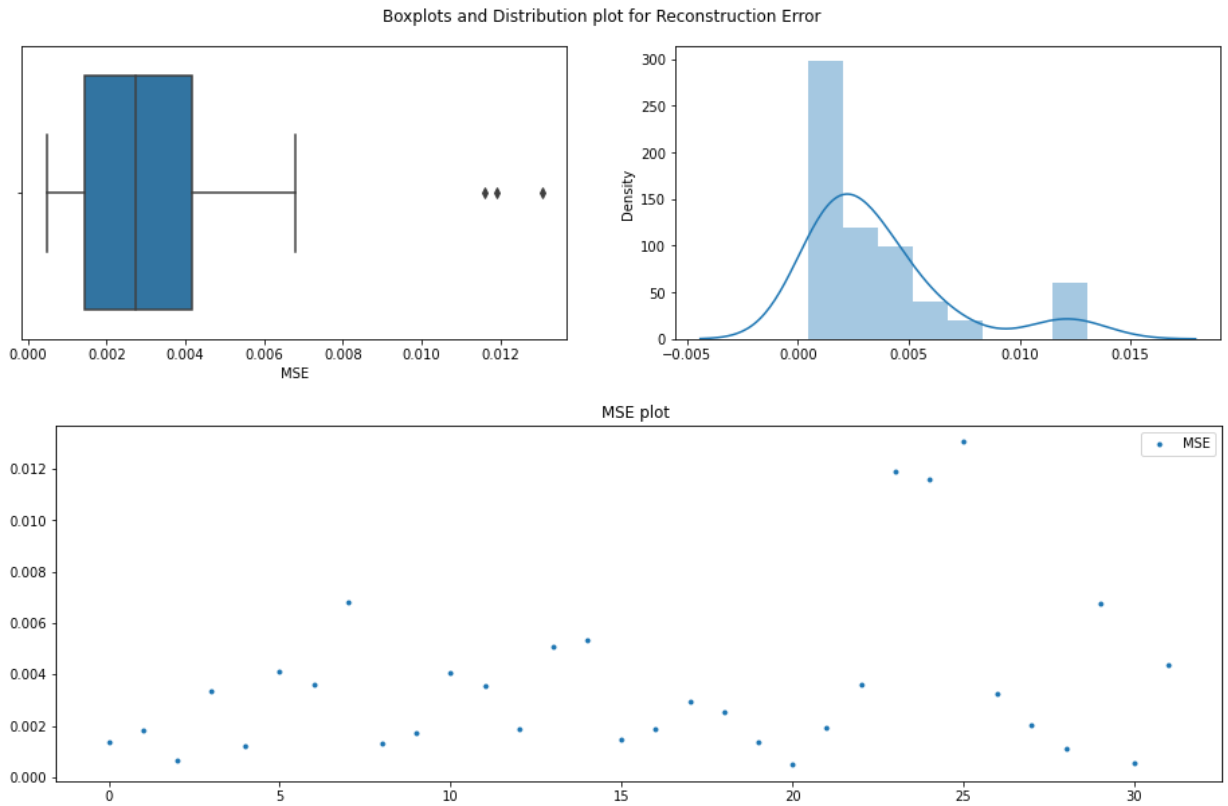 Boxplots and Distribution plot for Reconstruction Error
0.000 0.002 0.004 0.006 0.008 0.010 0.012
MSE
300
250
200
150
100
50
0
Density
−0.005 0.000 0.005 0.010 0.015
MSE plot
MSE
0.012
0.010
0.008
0.006
0.004
0.002
0.000
0 5 10 15 20 25 30